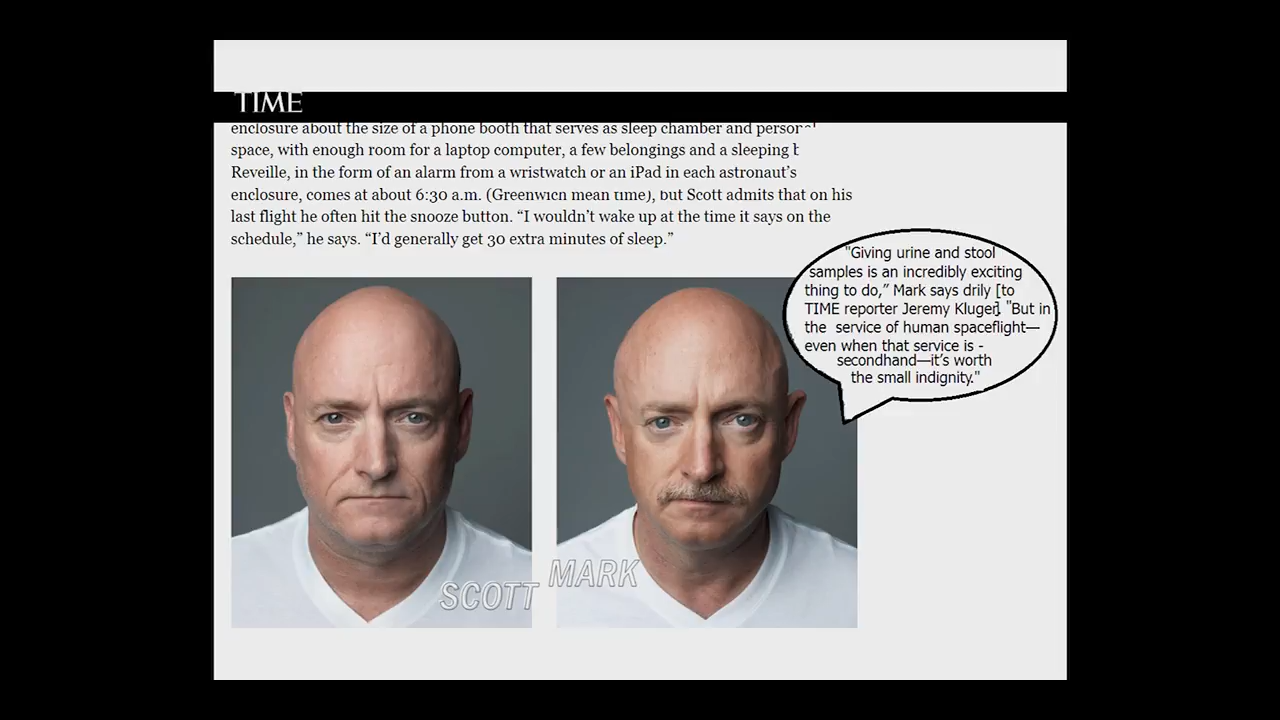 TIME
enclosure about the size of a phone booth that serves as sleep chamber and
space, with enough room for a laptop computer, a few belongings and a sleeping
Reveille, in the form of an alarm from a wristwatch or an iPad in each astronaut’s
enclosure, comes at about 6:30 a.m. (Greenwich mean time), but Scott admits that on his
last flight he often hit the snooze button. “I wouldn’t wake up at the time it says on the
schedule,” he says. “I’d generally get 30 extra minutes of sleep.”
"Giving urine and stool
samples is an incredibly exciting
thing to do,” Mark says drily [to
TIME reporter Jeremy Kluger]. "But in
the service of human spaceflight—
even when that service is -
secondhand—it’s worth
the small indignity."
SCOTT
MARK